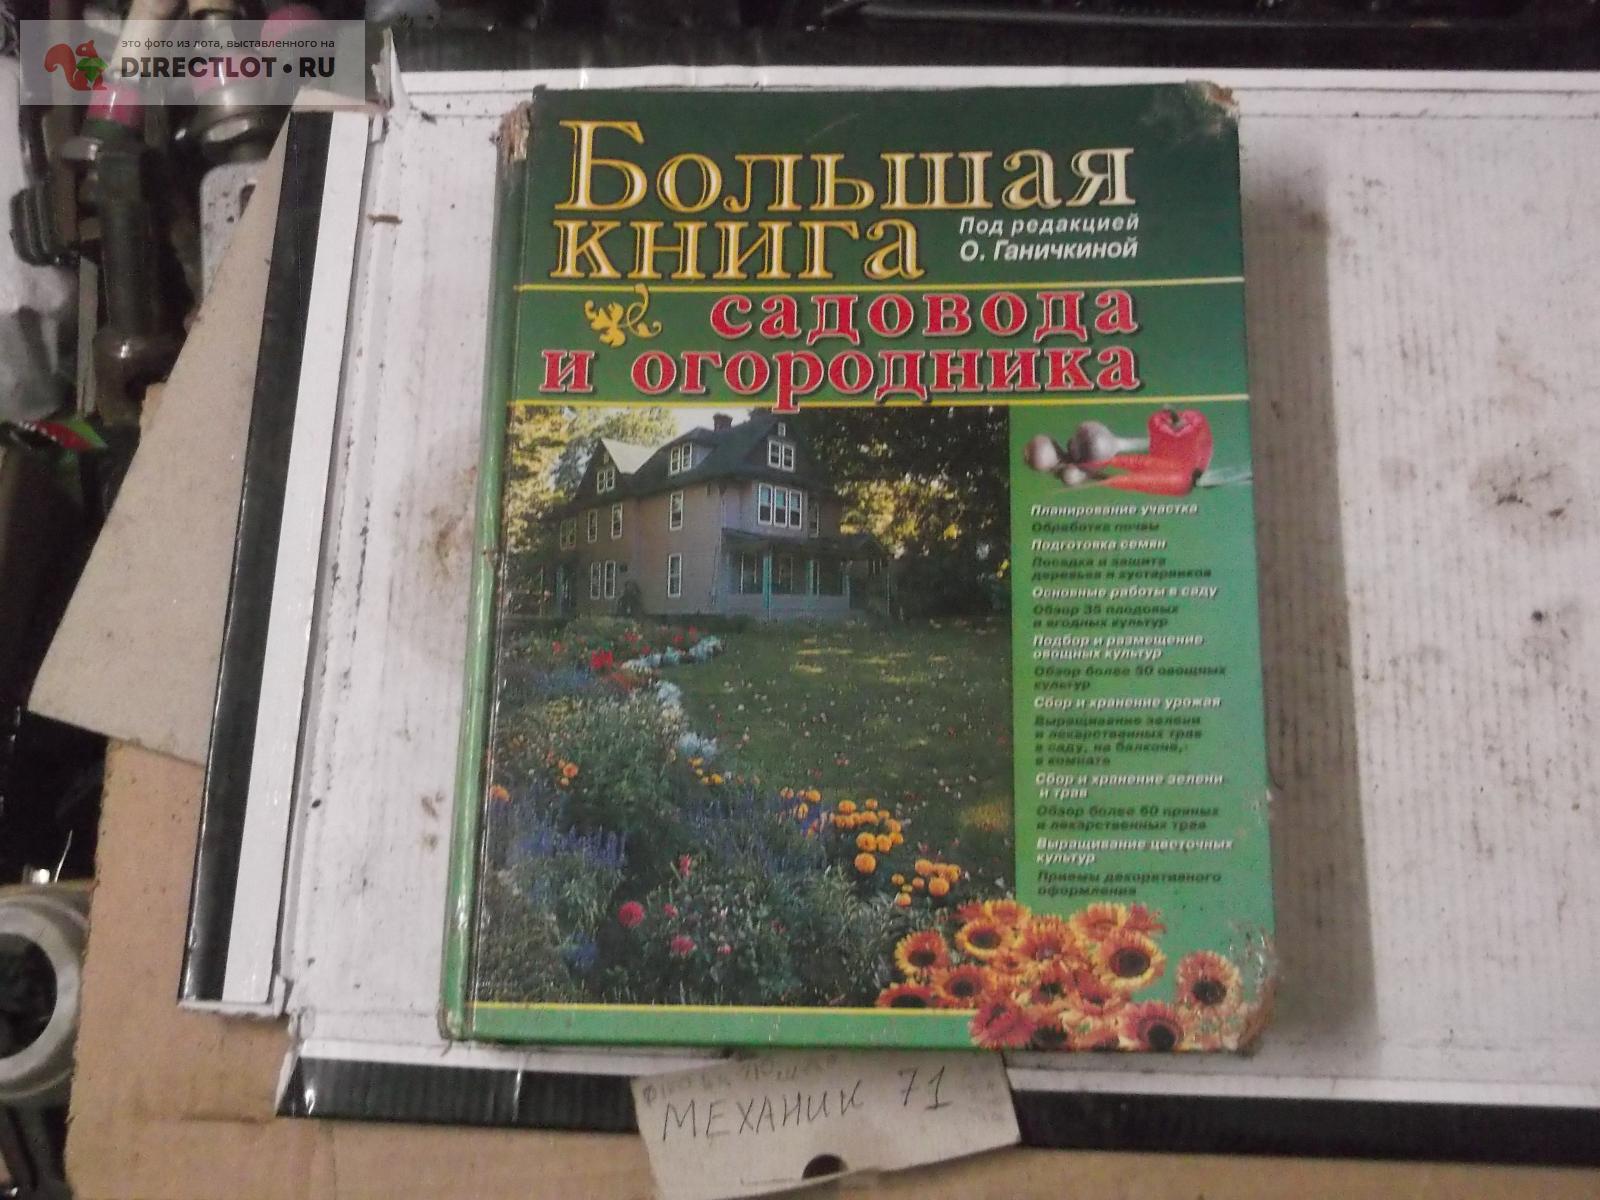 это фото из лота, выставленного на
DIRECTLOT•RU
Большая
книга
Под редакцией
О. Ганичкиной
садовода
и огородника
Планирование участка
Обработка почвы
Подготовка семян
Посадка и защита
деревьев и кустарников
Основные работы в саду
Обзор 35 плодовых
и ягодных культур
Подбор и размещение
овощных культур
Обзор более 50 овощных
культур
Сбор и хранение урожая
Выращивание зелени
и лекарственных трав
в саду, на балконе,
в комнате
Сбор и хранение зелени
и трав
Обзор более 60 пряных
и лекарственных трав
Выращивание цветочных
культур
Приемы декоративного
оформления
МЕХАНИК 71